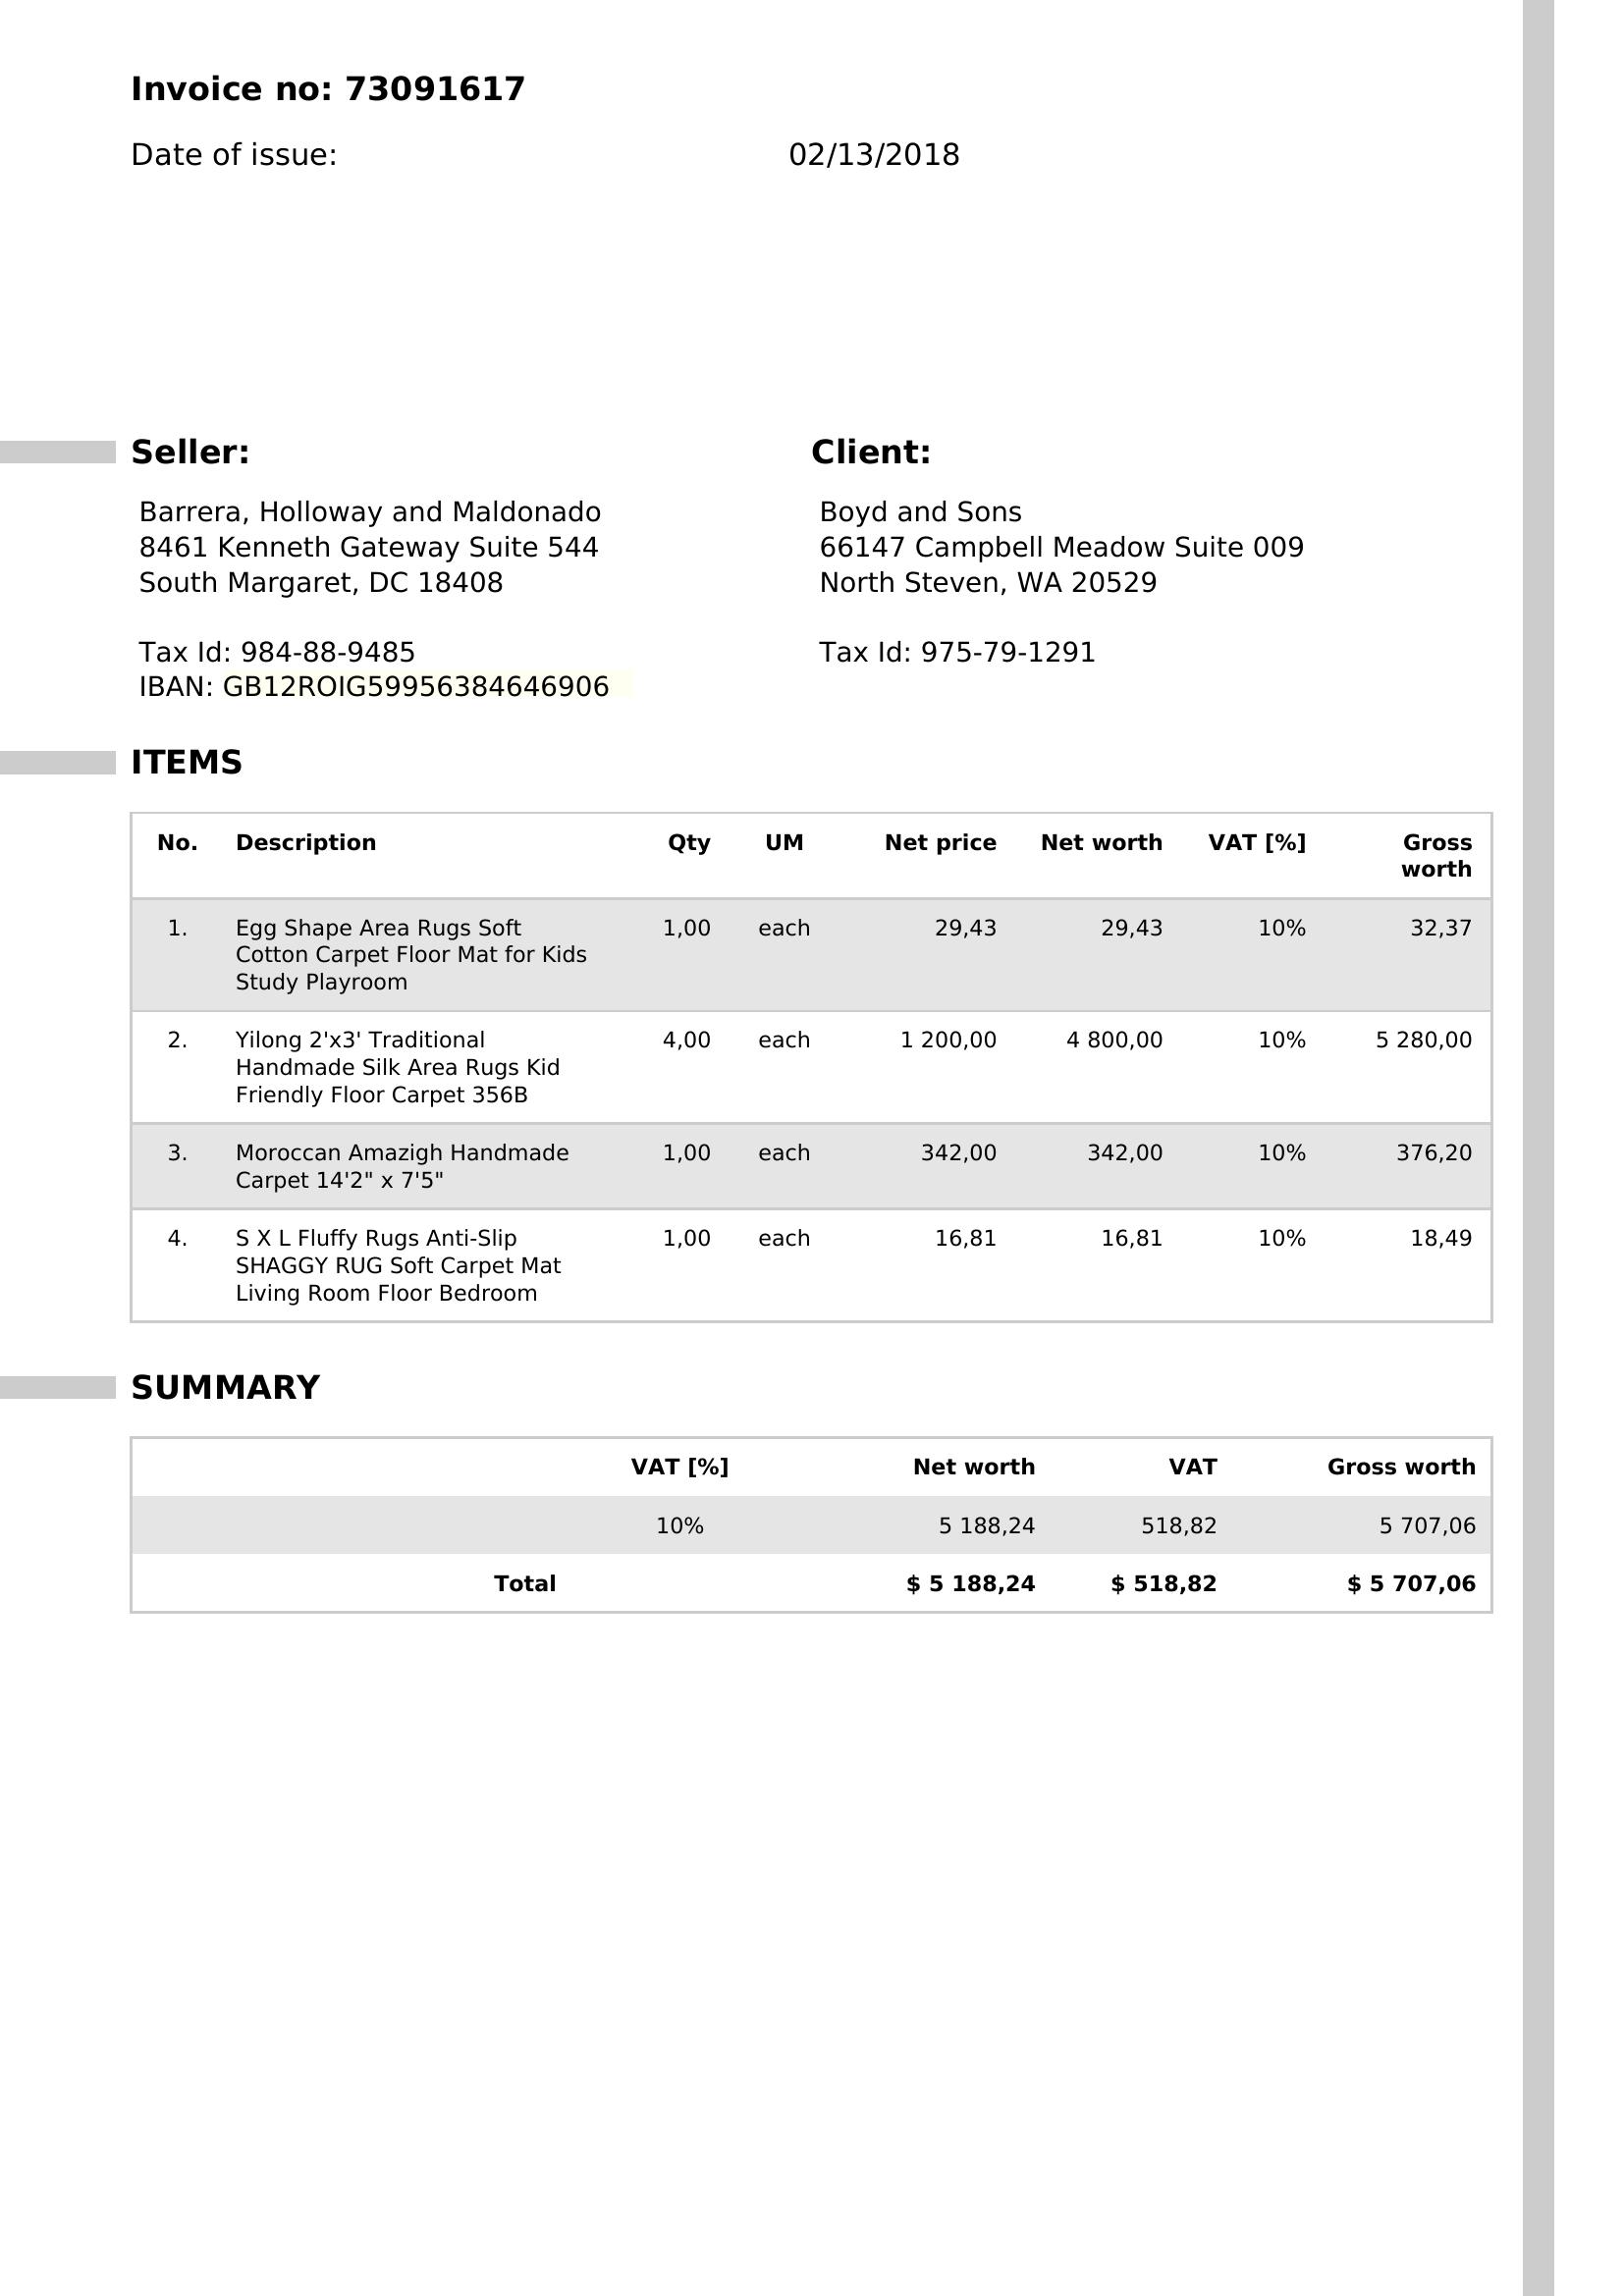 Invoice no: 73091617
Date of issue: 02/13/2018
Seller: Client:
Barrera, Holloway and Maldonado
8461 Kenneth Gateway Suite 544
South Margaret, DC 18408
Tax Id: 984-88-9485
IBAN: GB12ROIG59956384646906
Boyd and Sons
66147 Campbell Meadow Suite 009
North Steven, WA 20529
Tax Id: 975-79-1291
ITEMS
No. Description Qty UM Net price Net worth VAT [%] Gross
worth
1. Egg Shape Area Rugs Soft 1,00 each 29,43 29,43 10% 32,37
Cotton Carpet Floor Mat for Kids
Study Playroom
2. Yilong 2'x3' Traditional 4,00 each 1 200,00 4 800,00 10% 5 280,00
Handmade Silk Area Rugs Kid
Friendly Floor Carpet 356B
3. Moroccan Amazigh Handmade 1,00 each 342,00 342,00 10% 376,20
Carpet 14'2" x 7'5"
4. S X L Fluffy Rugs Anti-Slip 1,00 each 16,81 16,81 10% 18,49
SHAGGY RUG Soft Carpet Mat
Living Room Floor Bedroom
SUMMARY
VAT [%] Net worth VAT Gross worth
10% 5 188,24 518,82 5 707,06
Total $ 5 188,24 $ 518,82 $ 5 707,06